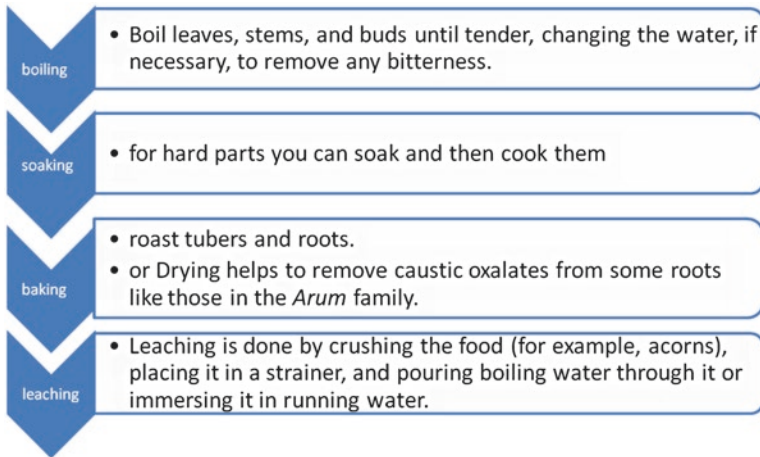 boiling
• Boil leaves, stems, and buds until tender, changing the water, if
necessary, to remove any bitterness.
soaking
• for hard parts you can soak and then cook them
baking
• roast tubers and roots.
• or Drying helps to remove caustic oxalates from some roots
like those in the Arum family.
leaching
• Leaching is done by crushing the food (for example, acorns),
placing it in a strainer, and pouring boiling water through it or
immersing it in running water.